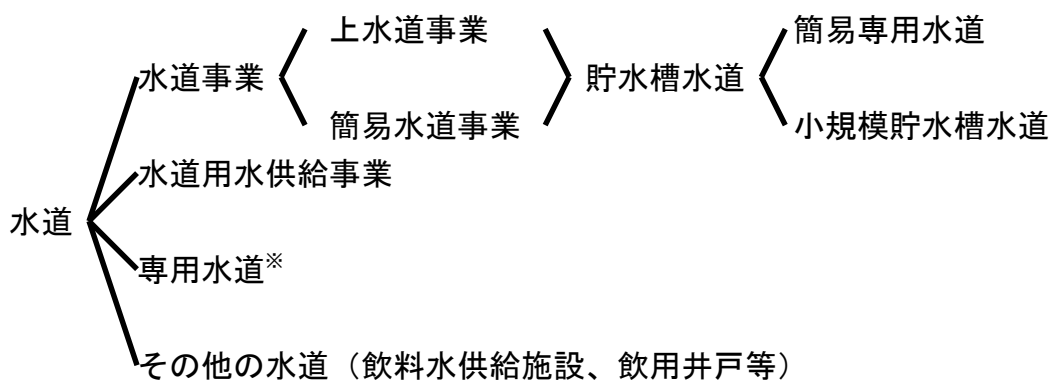 上水道事業 簡易専用水道
水道事業 貯水槽水道
簡易水道事業 小規模貯水槽水道
水道用水供給事業
水道
専用水道※
その他の水道（飲料水供給施設、飲用井戸等）